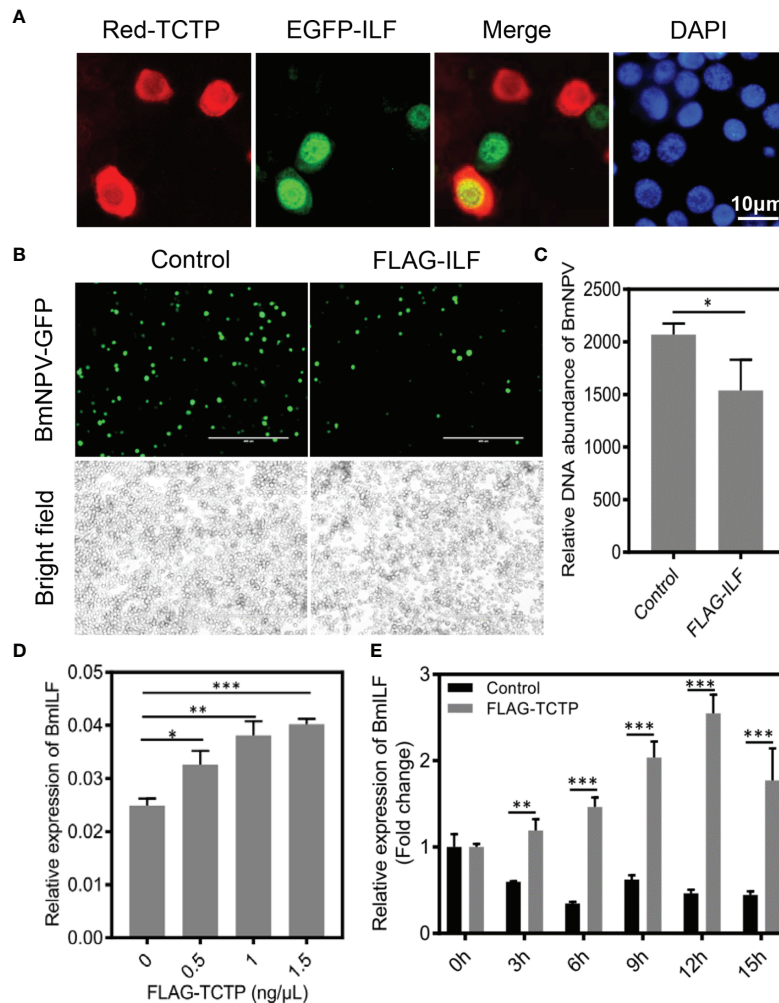 A
Red-TCTP EGFP-ILF Merge DAPI
10μm
B
Control FLAG-ILF
BmNPV-GFP
Bright field
C
Relative DNA abundance of BmNPV
2500
2000
1500
1000
500
0
*
Control FLAG-ILF
D
Relative expression of BmILF
0.05
0.04
0.03
0.02
0.01
0.00
***
**
*
0 0.5 1 1.5
FLAG-TCTP (ng/μL)
E
Relative expression of BmILF
(Fold change)
3
2
1
0
Control
FLAG-TCTP
** *** *** *** ***
0h 3h 6h 9h 12h 15h